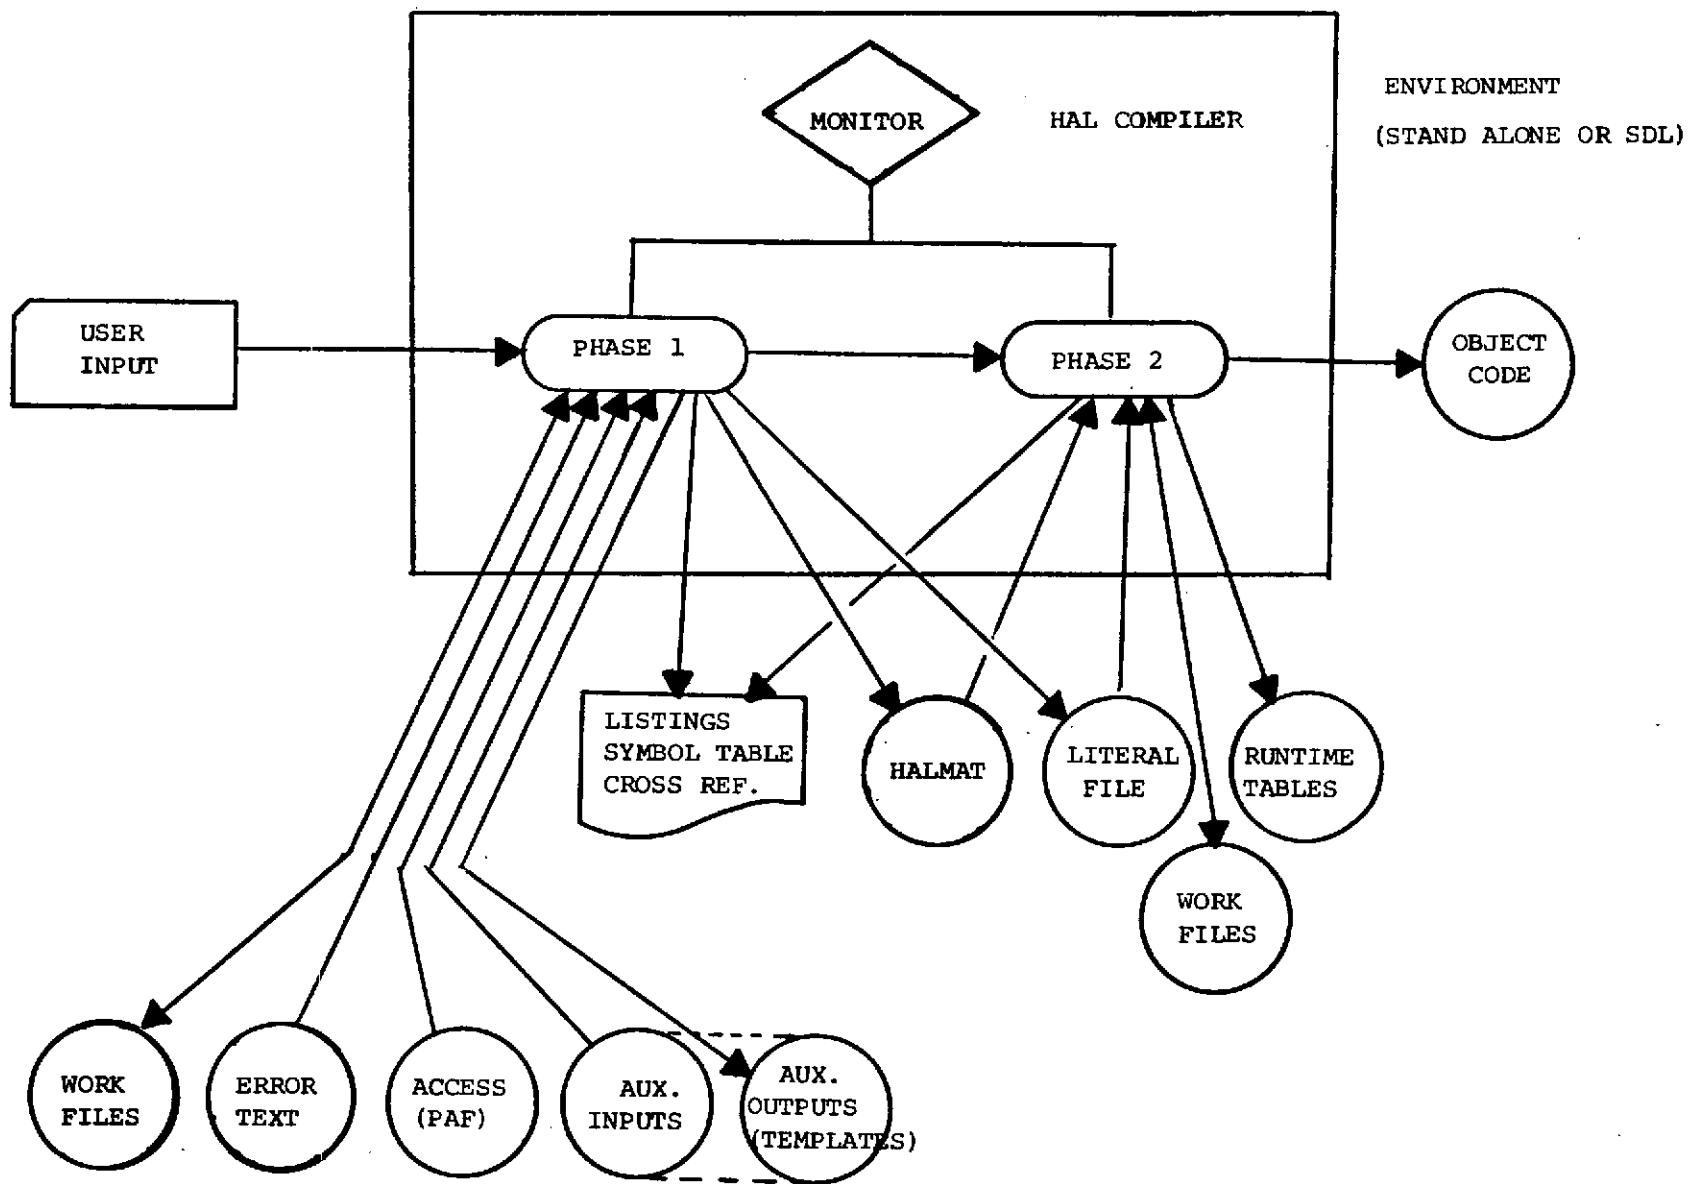 ENVIRONMENT
(STAND ALONE OR SDL)
MONITOR
HAL COMPILER
USER
INPUT
PHASE 1
PHASE 2
OBJECT
CODE
LISTINGS
SYMBOL TABLE
CROSS REF.
HALMAT
LITERAL
FILE
RUNTIME
TABLES
WORK
FILES
WORK
FILES
ERROR
TEXT
ACCESS
(PAF)
AUX.
INPUTS
AUX.
OUTPUTS
(TEMPLATES)